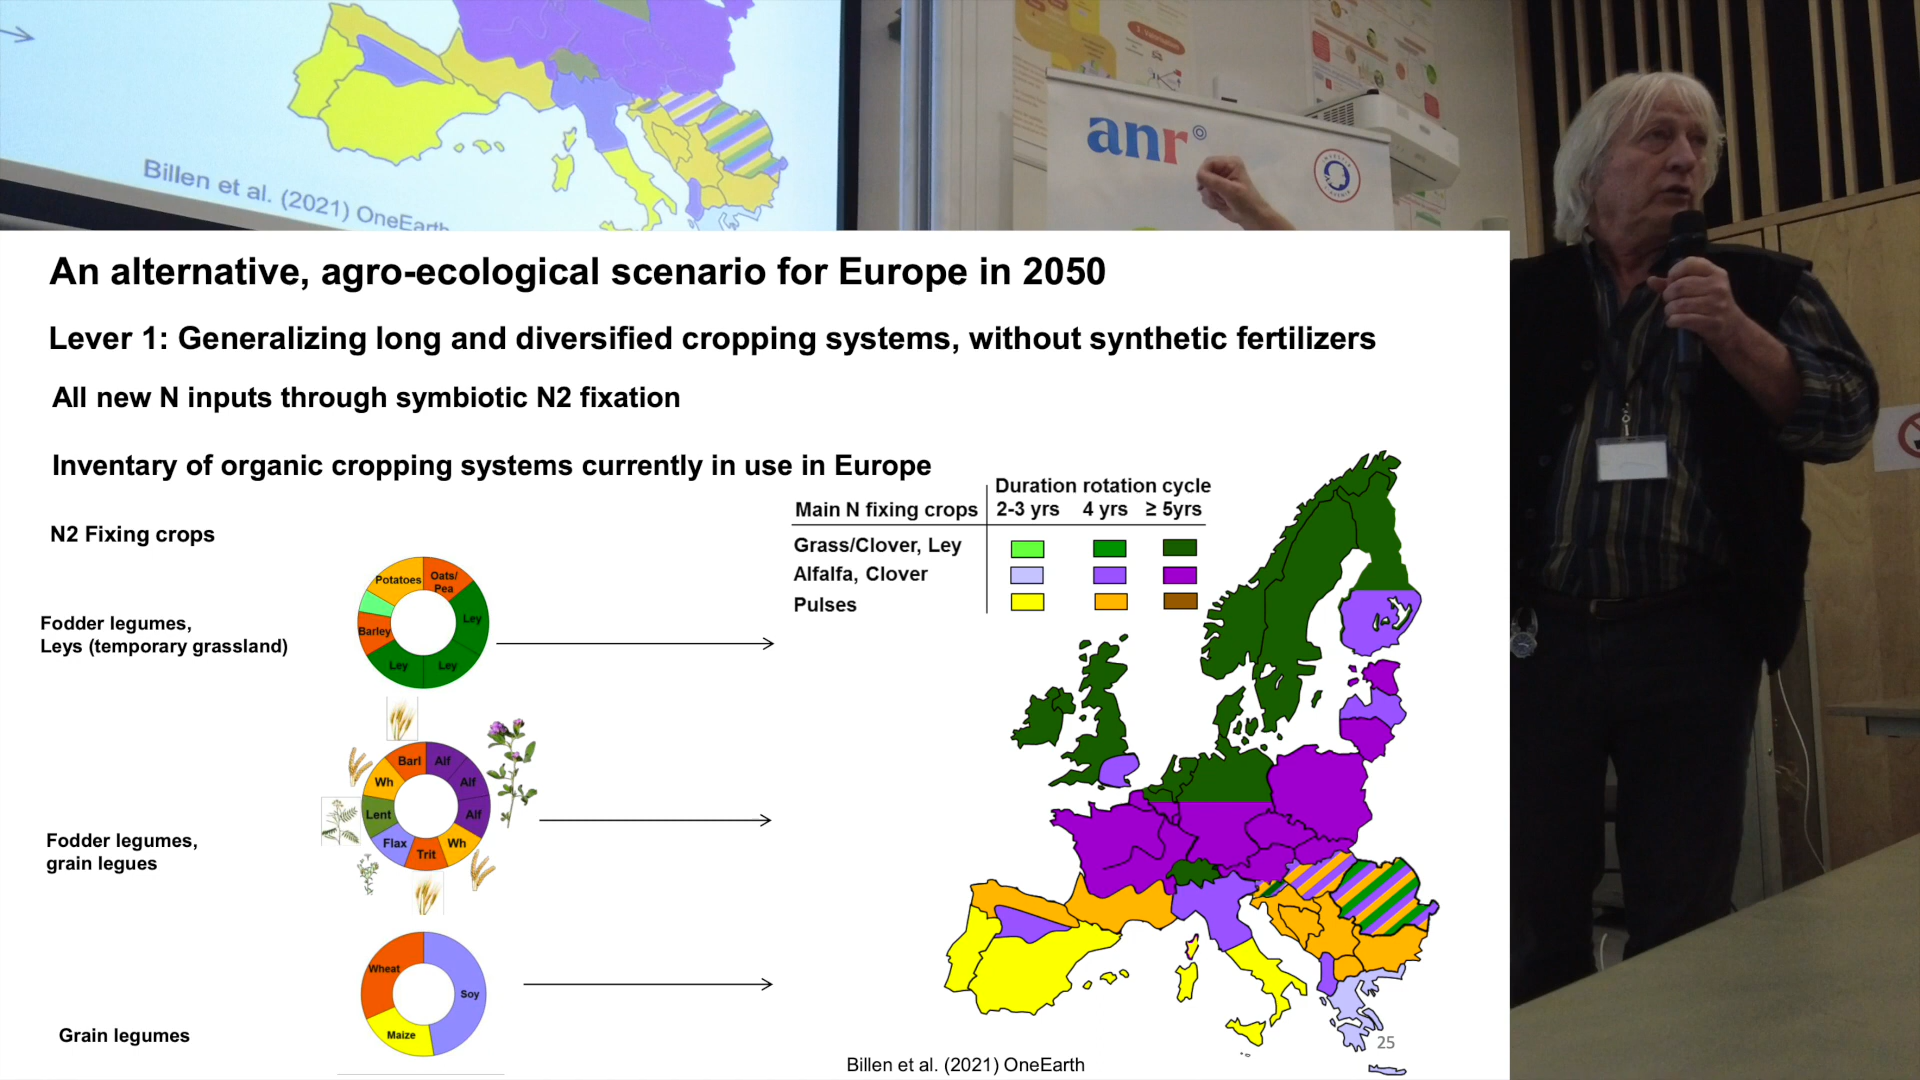 Billen et al. (2021) OneEarth
anr
An alternative, agro-ecological scenario for Europe in 2050
Lever 1: Generalizing long and diversified cropping systems, without synthetic fertilizers
All new N inputs through symbiotic N2 fixation
Inventary of organic cropping systems currently in use in Europe
Duration rotation cycle
Main N fixing crops 2-3 yrs 4 yrs ≥ 5yrs
Grass/Clover, Ley
Alfalfa, Clover
Pulses
N2 Fixing crops
Fodder legumes,
Leys (temporary grassland)
Potatoes
Oats/
Pea
Ley
Ley
Ley
Barley
Fodder legumes,
grain legues
Barl
Alf
Alf
Alf
Wh
Trit
Flax
Lent
Wh
Grain legumes
Wheat
Soy
Maize
25
Billen et al. (2021) OneEarth